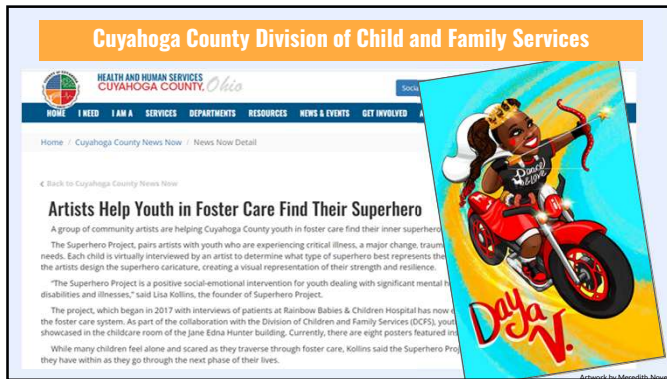 Cuyahoga County Division of Child and Family Services
HEALTH AND HUMAN SERVICES
CUYAHOGA COUNTY, Ohio
HOME I NEED I AM A SERVICES DEPARTMENTS RESOURCES NEWS & EVENTS GET INVOLVED
Home / Cuyahoga County News Now / News Now Detail
< Back to Cuyahoga County News Now
Artists Help Youth in Foster Care Find Their Superhero
A group of community artists are helping Cuyahoga County youth in foster care find their inner superhero
The Superhero Project, pairs artists with youth who are experiencing critical illness, a major change,
needs. Each child is virtually interviewed by an artist to determine what type of superhero best represents
the artists design the superhero caricature, creating a visual representation of their strength and resilience.
"The Superhero Project is a positive social-emotional intervention for youth dealing with significant mental
disabilities and illnesses," said Lisa Kollins, the founder of Superhero Project.
The project, which began in 2017 with interviews of patients at Rainbow Babies & Children Hospital has now
the foster care system. As part of the collaboration with the Division of Children and Family Services (DCFS),
showcased in the childcare room of the Jane Edna Hunter building. Currently, there are eight posters featured
While many children feel alone and scared as they traverse through foster care, Kollins said the Superhero
they have within as they go through the next phase of their lives.
Peace
& Love
Daya
V.
Artwork by Meredith